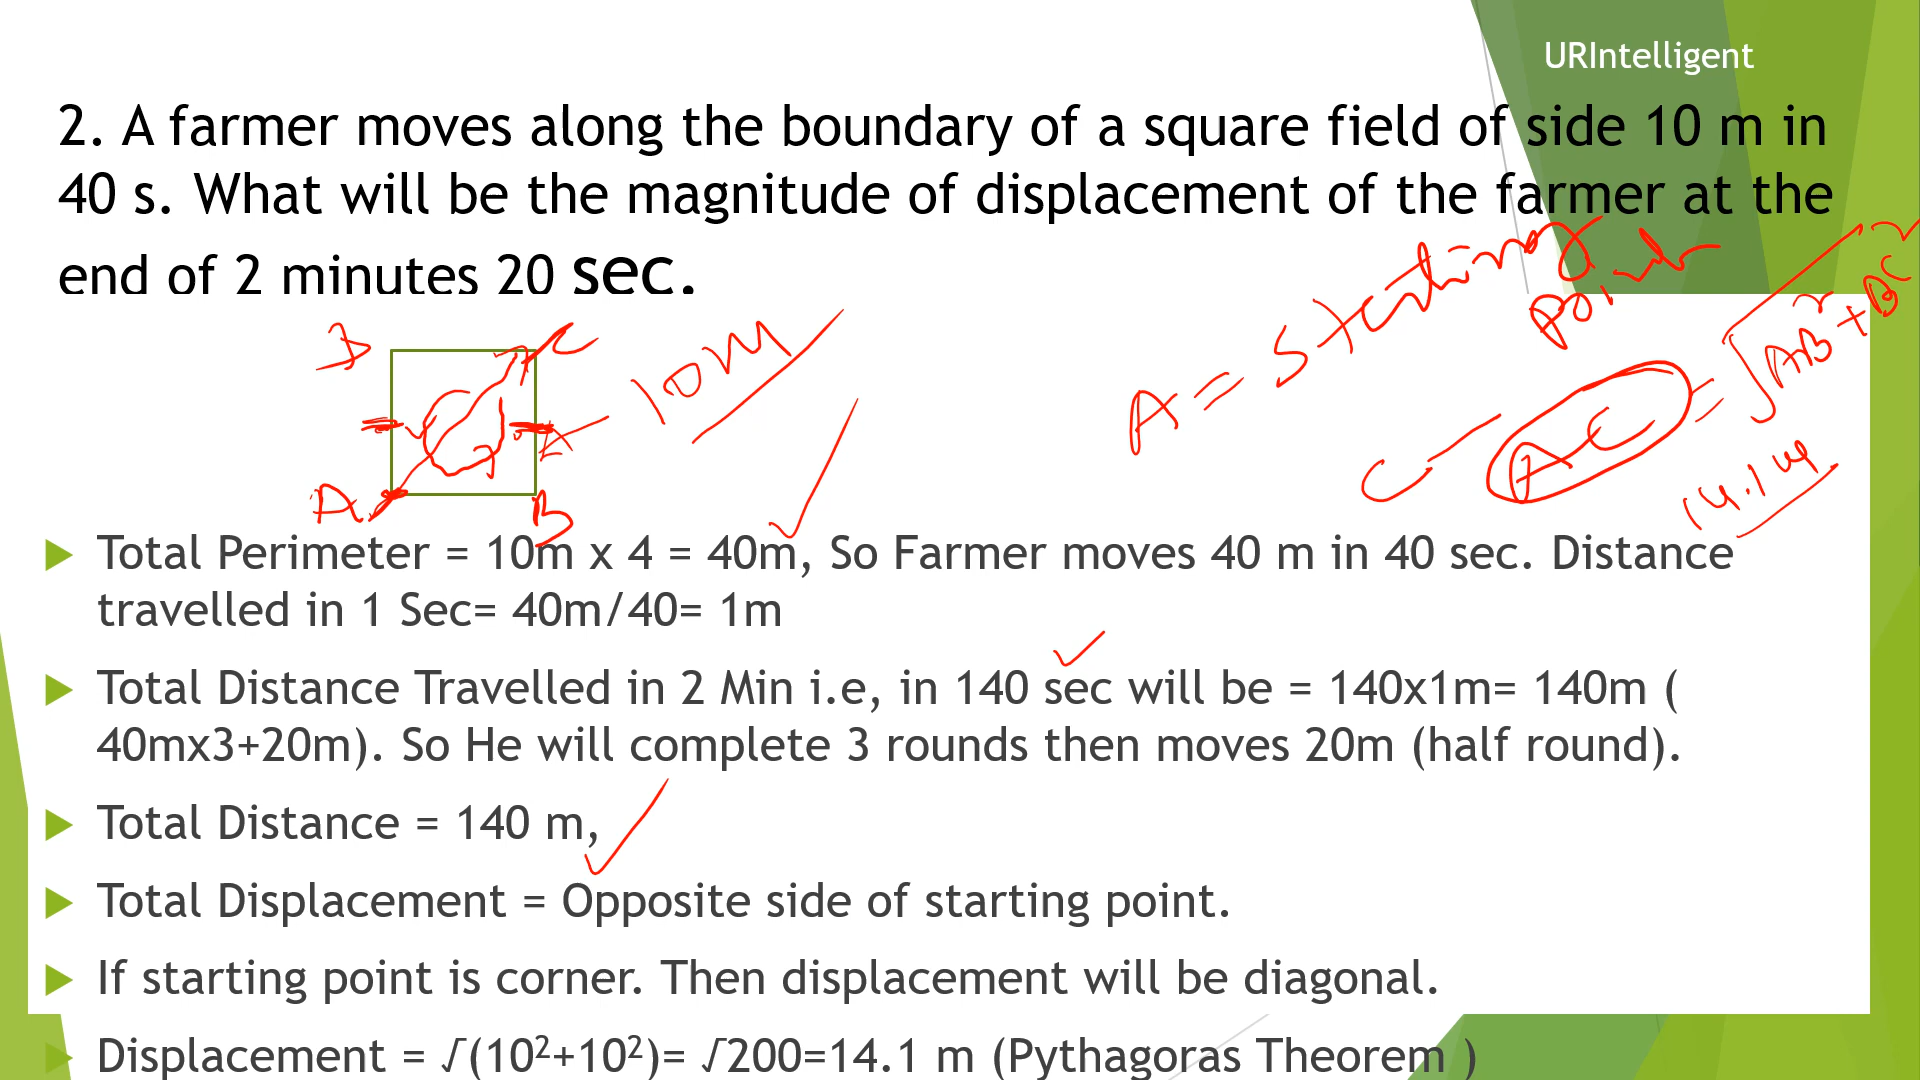 URIntelligent
2. A farmer moves along the boundary of a square field of side 10 m in
40 s. What will be the magnitude of displacement of the farmer at the
end of 2 minutes 20 sec.
A = Starting
Point
D
C
10m
A
B
C
AC = √AB² + BC²
14.14
Total Perimeter = 10m x 4 = 40m, So Farmer moves 40 m in 40 sec. Distance
travelled in 1 Sec= 40m/40= 1m
Total Distance Travelled in 2 Min i.e, in 140 sec will be = 140x1m= 140m (
40mx3+20m). So He will complete 3 rounds then moves 20m (half round).
Total Distance = 140 m,
Total Displacement = Opposite side of starting point.
If starting point is corner. Then displacement will be diagonal.
Displacement = √(10²+10²)= √200=14.1 m (Pythagoras Theorem )